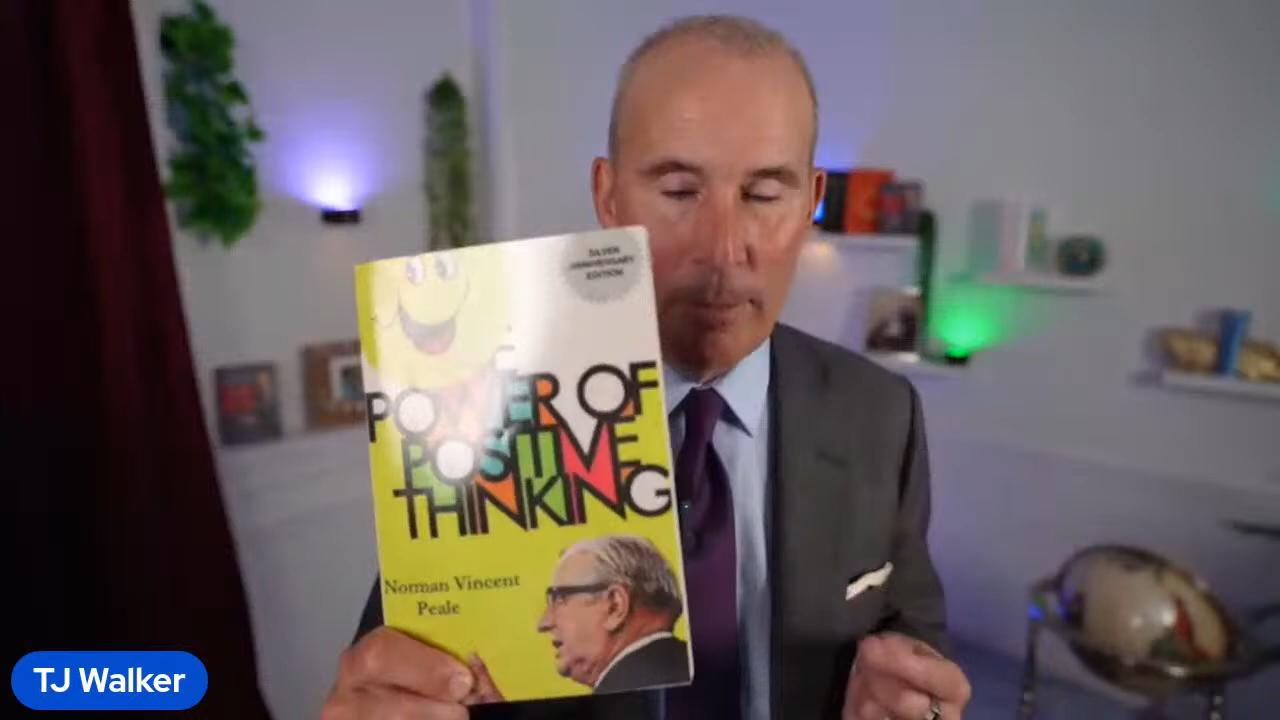 SILVER
ANNIVERSARY
EDITION
POWER OF
POSITIVE
THINKING
Norman Vincent
Peale
TJ Walker